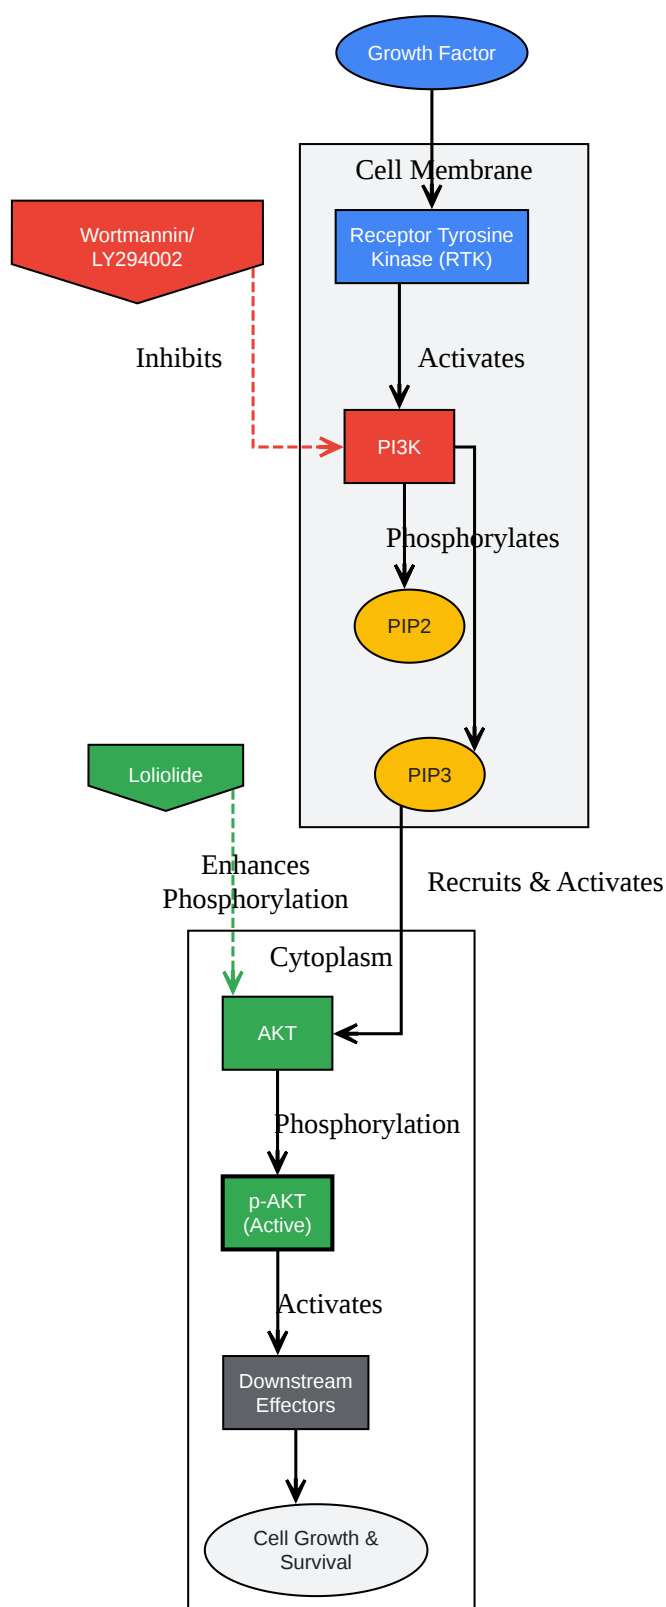 Growth Factor
Cell Membrane
Wortmannin/
LY294002
Receptor Tyrosine
Kinase (RTK)
Inhibits
Activates
PI3K
Phosphorylates
PIP2
Loliolide
PIP3
Enhances
Phosphorylation
Recruits & Activates
Cytoplasm
AKT
Phosphorylation
p-AKT
(Active)
Activates
Downstream
Effectors
Cell Growth &
Survival